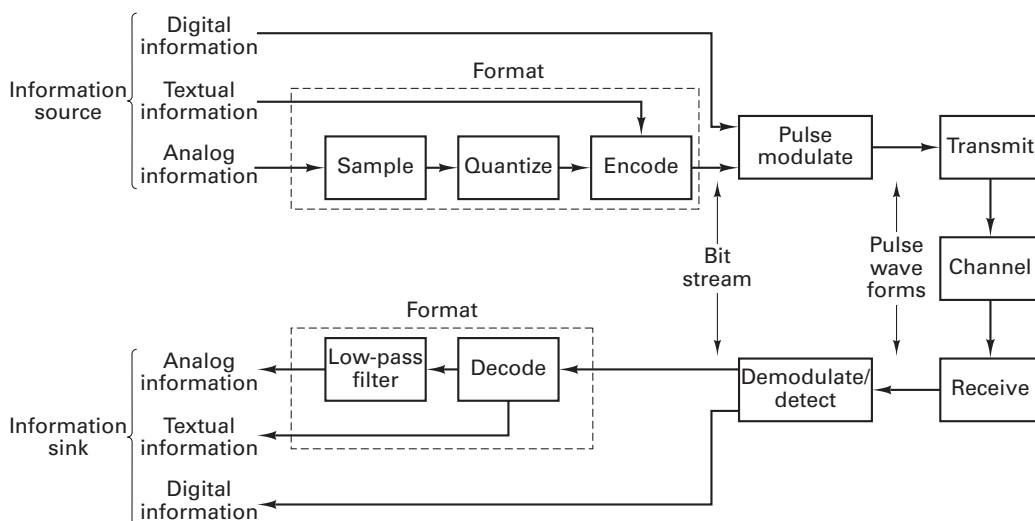 Digital
information
Format
Information
source
Textual
information
Analog
information
Sample
Quantize
Encode
Pulse
modulate
Transmit
Bit
stream
Pulse
wave
forms
Channel
Format
Information
sink
Analog
information
Low-pass
filter
Decode
Demodulate/
detect
Receive
Textual
information
Digital
information